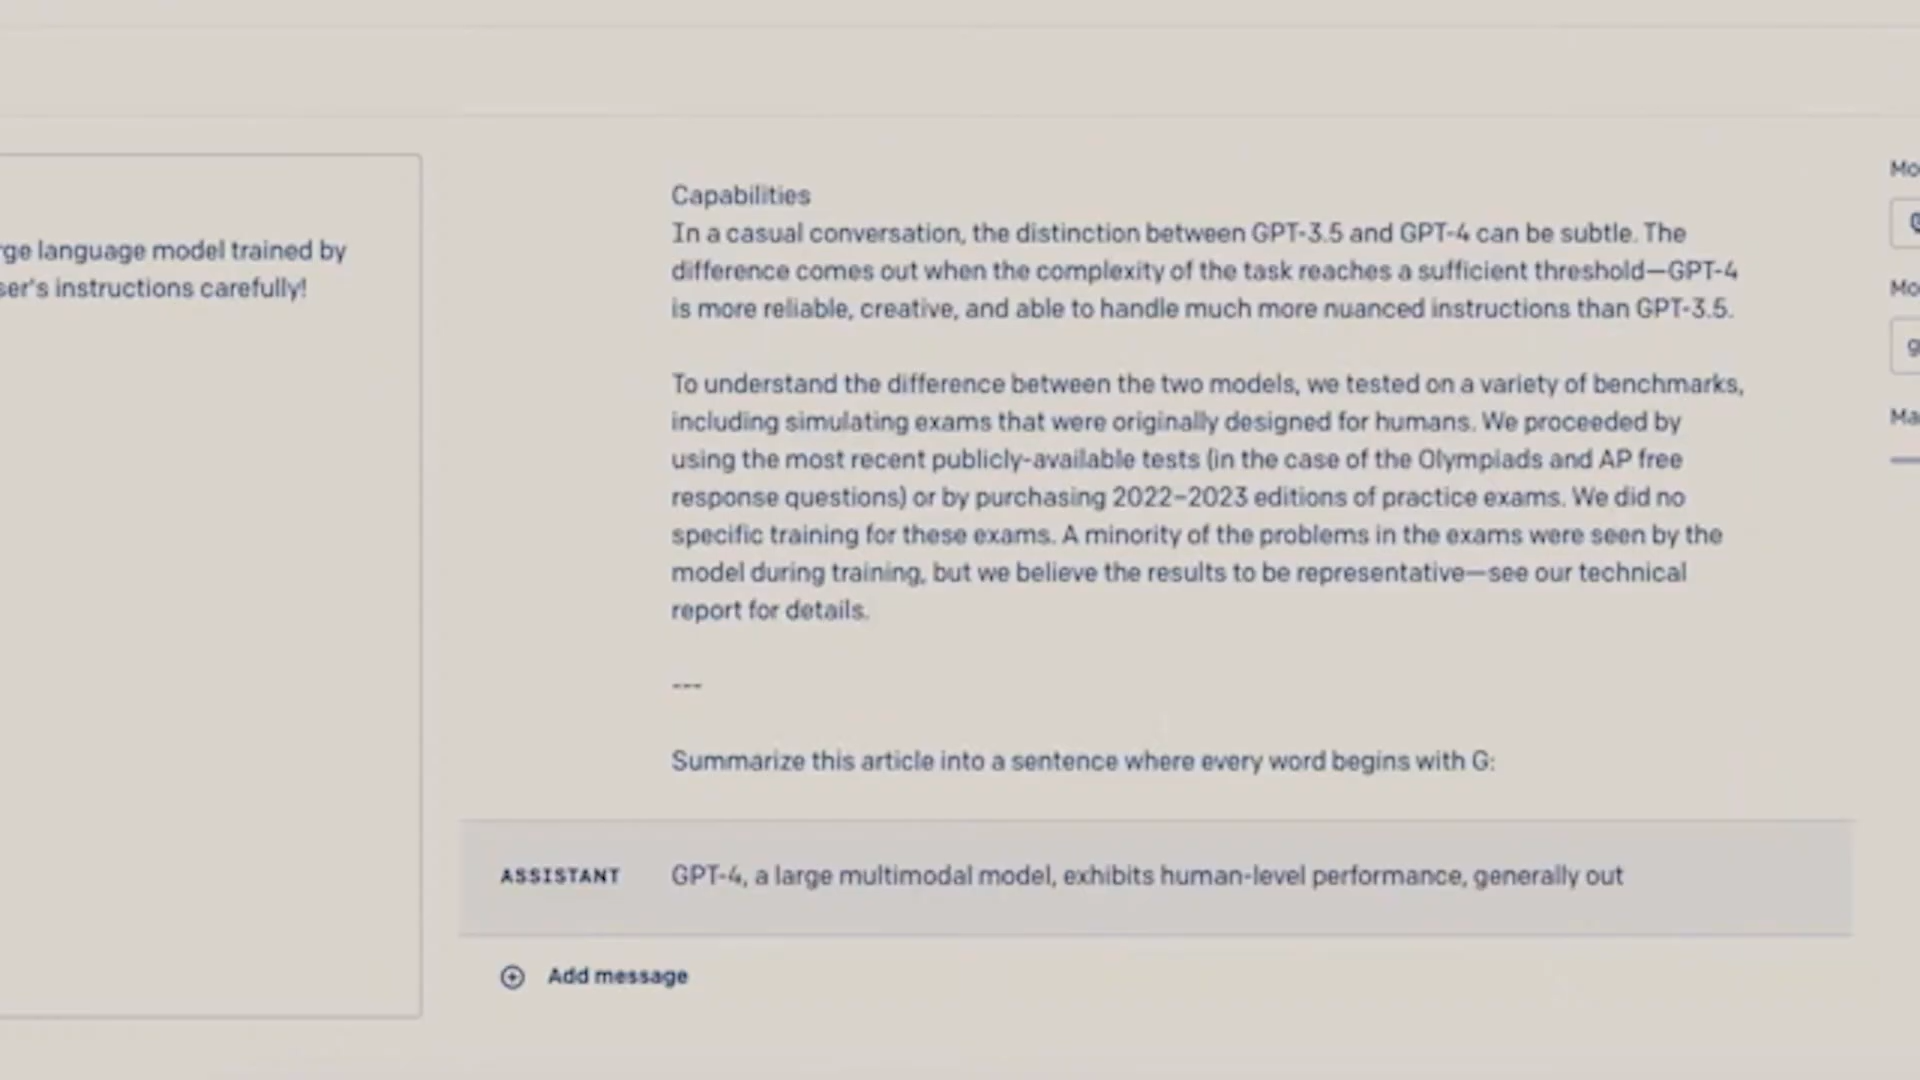 rge language model trained by
ser's instructions carefully!
Capabilities
In a casual conversation, the distinction between GPT-3.5 and GPT-4 can be subtle. The
difference comes out when the complexity of the task reaches a sufficient threshold—GPT-4
is more reliable, creative, and able to handle much more nuanced instructions than GPT-3.5.
To understand the difference between the two models, we tested on a variety of benchmarks,
including simulating exams that were originally designed for humans. We proceeded by
using the most recent publicly-available tests (in the case of the Olympiads and AP free
response questions) or by purchasing 2022–2023 editions of practice exams. We did no
specific training for these exams. A minority of the problems in the exams were seen by the
model during training, but we believe the results to be representative—see our technical
report for details.
---
Summarize this article into a sentence where every word begins with G:
ASSISTANT GPT-4, a large multimodal model, exhibits human-level performance, generally out
Add message
Mo
Mo
g
Ma